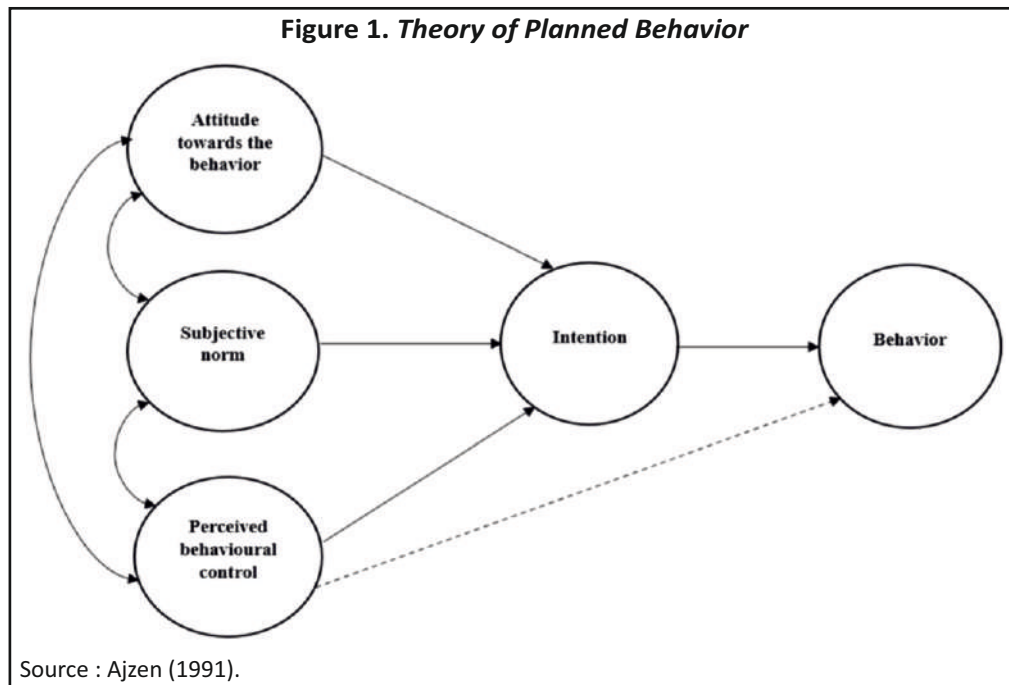 Figure 1. Theory of Planned Behavior
Attitude
towards the
behavior
Subjective
norm
Intention
Behavior
Perceived
behavioural
control
Source : Ajzen (1991).